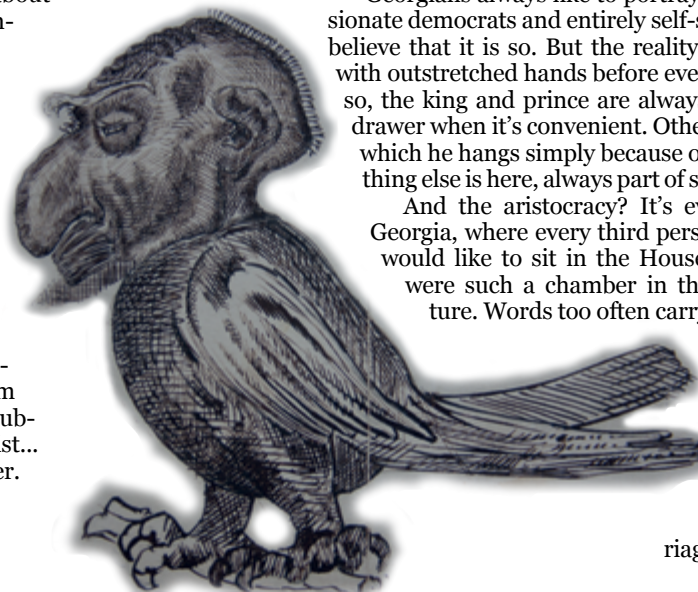 bout
n-
-
m
ub-
st...
er.
Georgians always like to portray
sionate democrats and entirely self-s
believe that it is so. But the reality
with outstretched hands before eve
so, the king and prince are alway
drawer when it’s convenient. Othe
which he hangs simply because o
thing else is here, always part of s
And the aristocracy? It’s ev
Georgia, where every third pers
would like to sit in the House
were such a chamber in th
ture. Words too often carry
riag